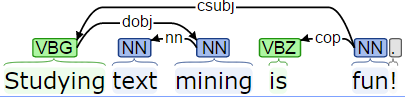 csubj
dobj
nn
cop
VBG NN NN VBZ NN .
Studying text mining is fun!